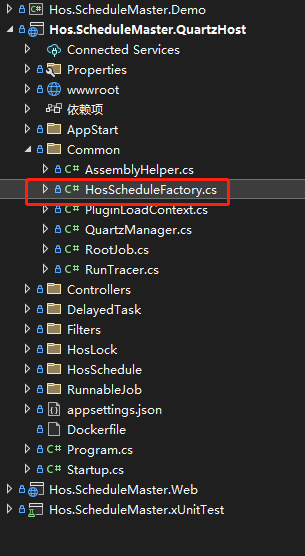 Hos.ScheduleMaster.Demo
Hos.ScheduleMaster.QuartzHost
Connected Services
Properties
wwwroot
依赖项
AppStart
Common
AssemblyHelper.cs
HosScheduleFactory.cs
PluginLoadContext.cs
QuartzManager.cs
RootJob.cs
RunTracer.cs
Controllers
DelayedTask
Filters
HosLock
HosSchedule
RunnableJob
appsettings.json
Dockerfile
Program.cs
Startup.cs
Hos.ScheduleMaster.Web
Hos.ScheduleMaster.xUnitTest